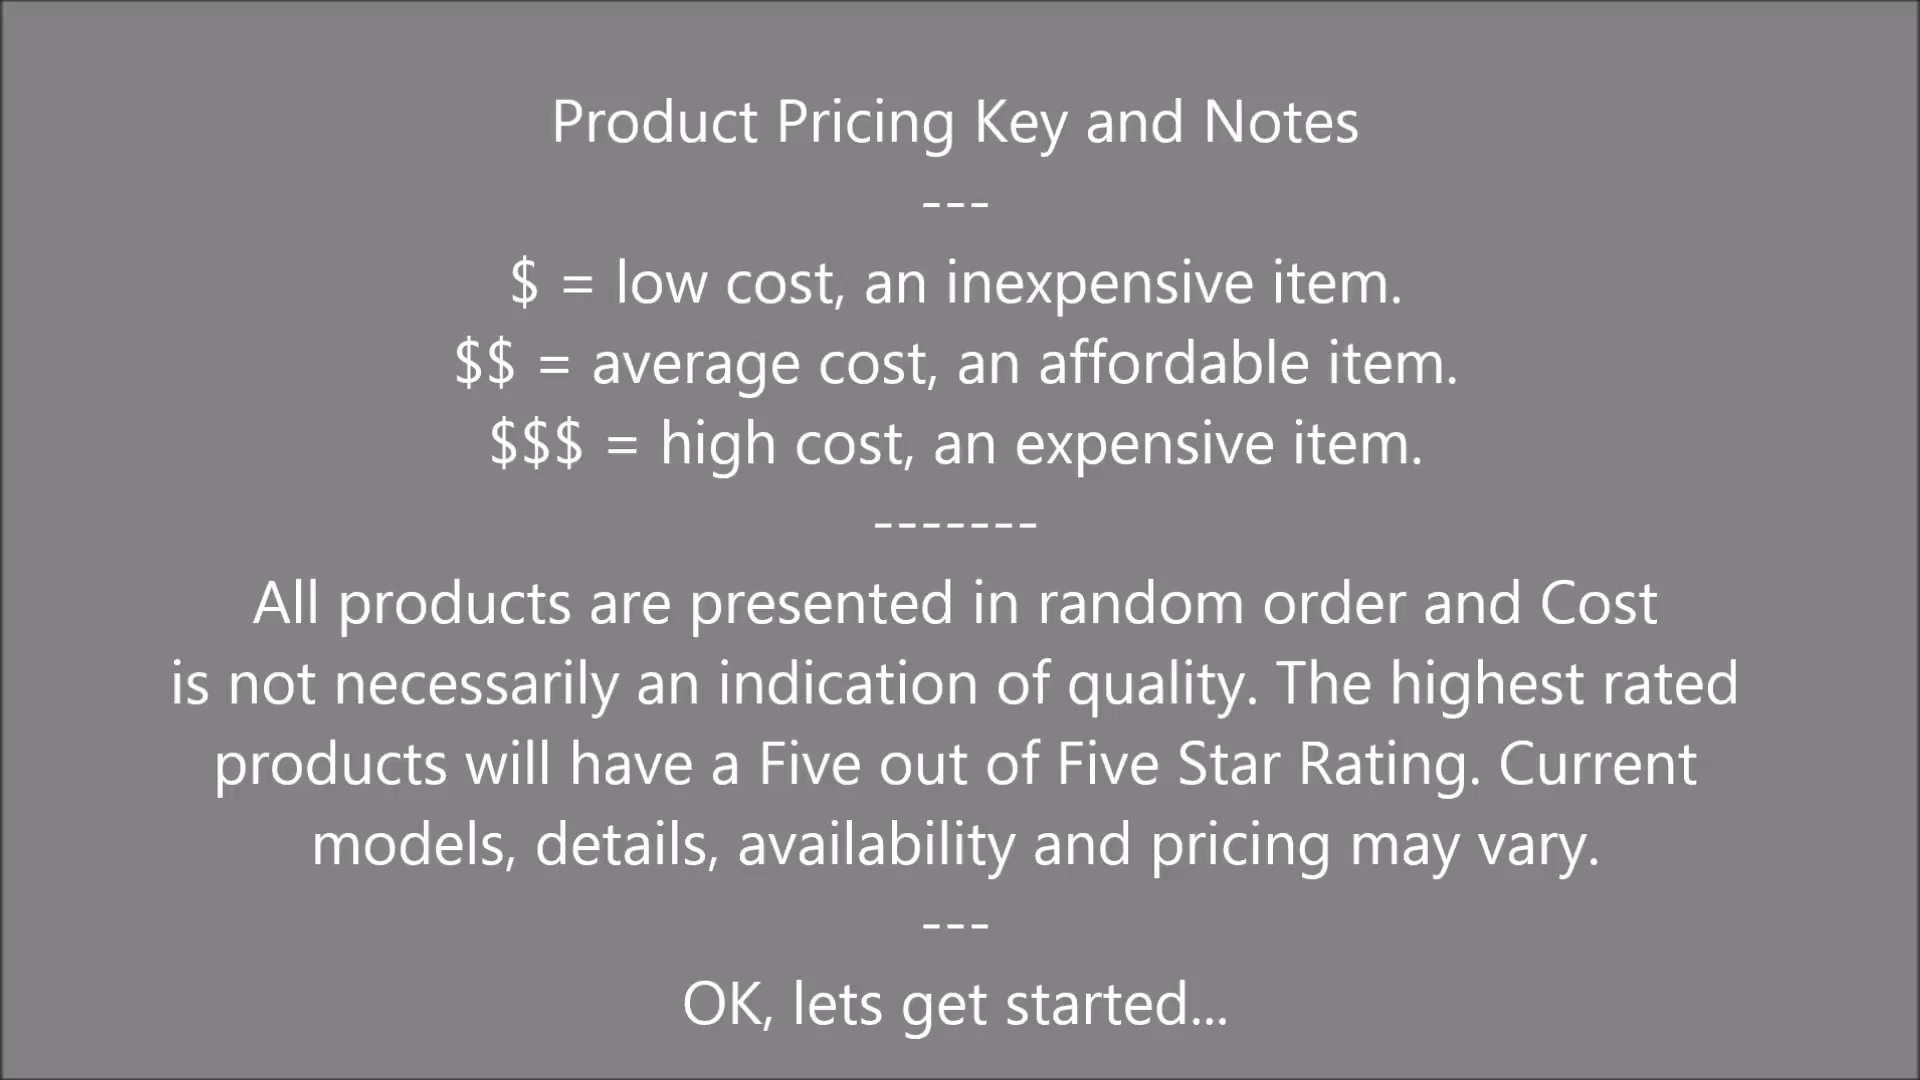 Product Pricing Key and Notes
---
$ = low cost, an inexpensive item.
$$ = average cost, an affordable item.
$$$ = high cost, an expensive item.
-------
All products are presented in random order and Cost
is not necessarily an indication of quality. The highest rated
products will have a Five out of Five Star Rating. Current
models, details, availability and pricing may vary.
---
OK, lets get started...